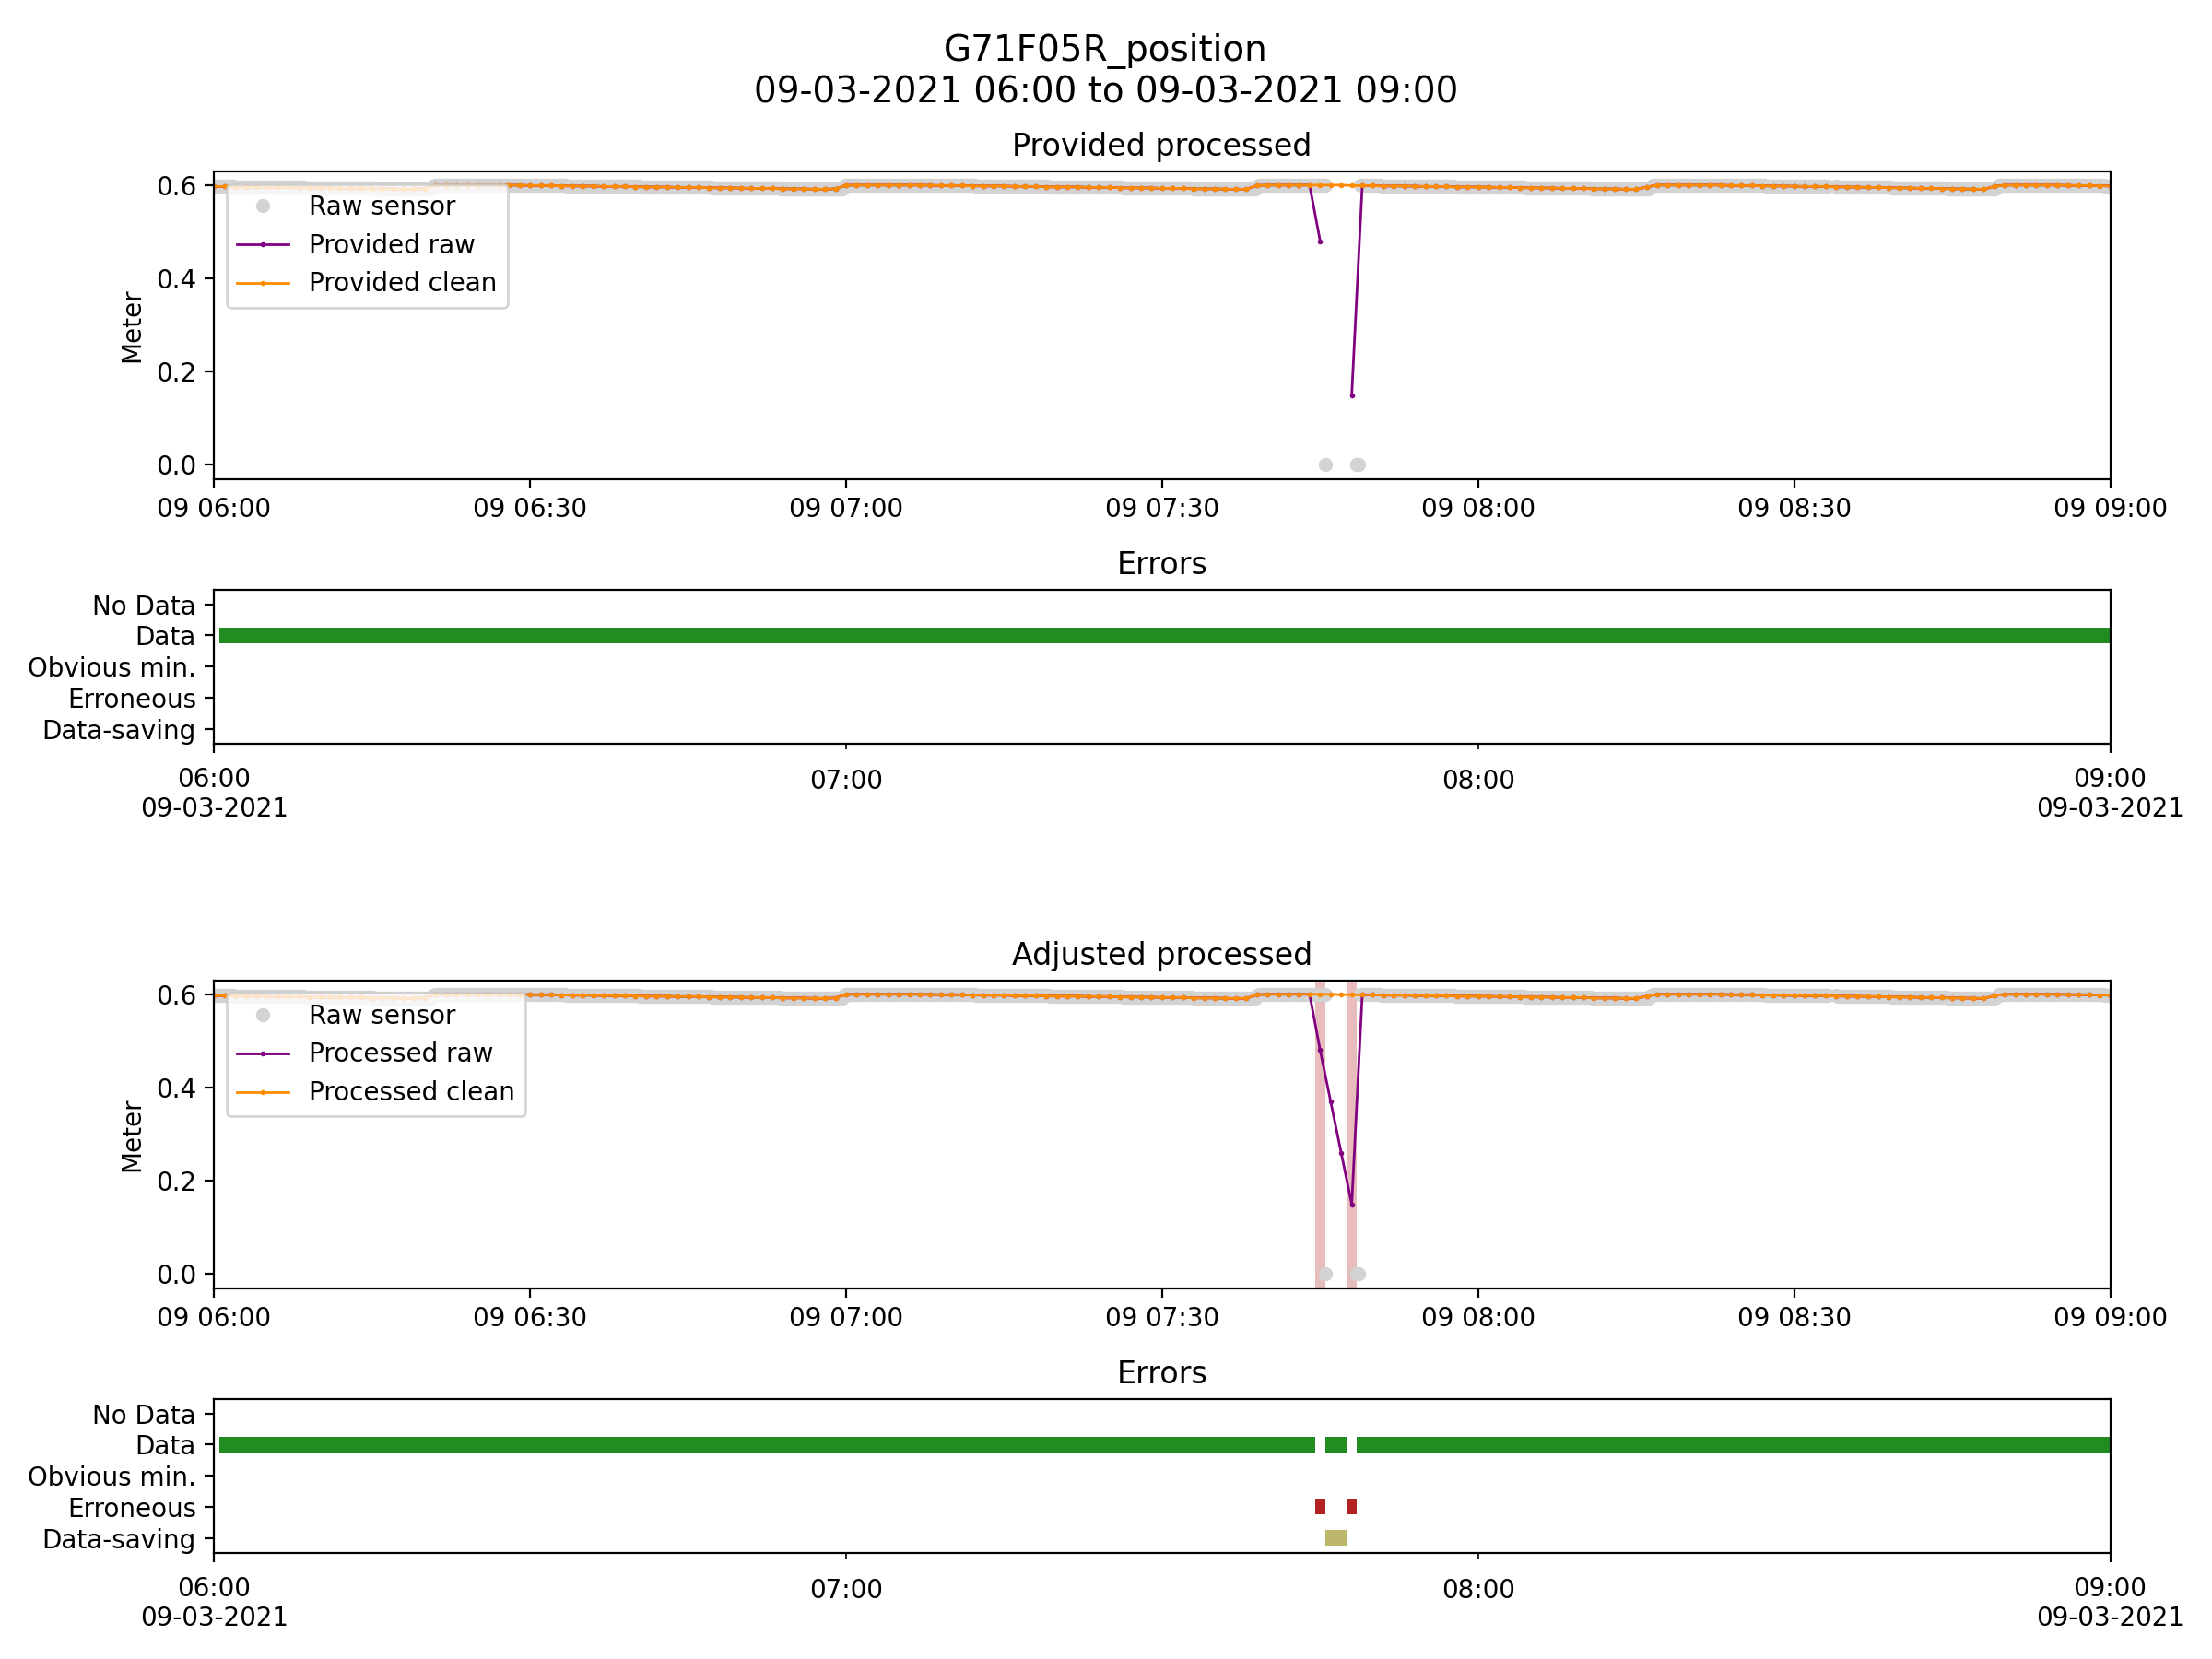 G71F05R_position
09-03-2021 06:00 to 09-03-2021 09:00
Provided processed
0.6
0.4
0.2
0.0
Meter
Raw sensor
Provided raw
Provided clean
09 06:00 09 06:30 09 07:00 09 07:30 09 08:00 09 08:30 09 09:00
Errors
No Data
Data
Obvious min.
Erroneous
Data-saving
06:00 07:00 08:00 09:00
09-03-2021 09-03-2021
Adjusted processed
0.6
0.4
0.2
0.0
Meter
Raw sensor
Processed raw
Processed clean
09 06:00 09 06:30 09 07:00 09 07:30 09 08:00 09 08:30 09 09:00
Errors
No Data
Data
Obvious min.
Erroneous
Data-saving
06:00 07:00 08:00 09:00
09-03-2021 09-03-2021